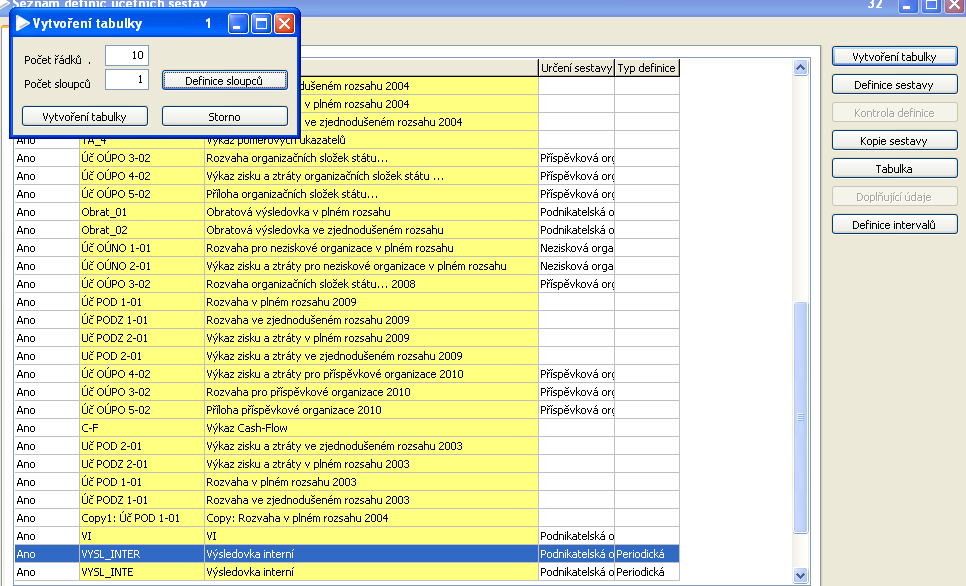 Seznam definic účetních sestav 32
Vytvoření tabulky 1
Počet řádků . 10
Počet sloupců 1
Definice sloupců
Vytvoření tabulky Storno
Vytvoření tabulky
Definice sestavy
Kontrola definice
Kopie sestavy
Tabulka
Doplňující údaje
Definice intervalů
Určení sestavy Typ definice
dušeném rozsahu 2004
v plném rozsahu 2004
ve zjednodušeném rozsahu 2004
Ano TA_4 Výkaz poměrových ukazatelů
Ano Úč OÚPO 3-02 Rozvaha organizačních složek státu... Příspěvková org
Ano Úč OÚPO 4-02 Výkaz zisku a ztráty organizačních složek státu ... Příspěvková org
Ano Úč OÚPO 5-02 Příloha organizačních složek státu... Příspěvková org
Ano Obrat_01 Obratová výsledovka v plném rozsahu Podnikatelská o
Ano Obrat_02 Obratová výsledovka ve zjednodušeném rozsahu Podnikatelská o
Ano Úč OÚNO 1-01 Rozvaha pro neziskové organizace v plném rozsahu Nezisková orga
Ano Úč OÚNO 2-01 Výkaz zisku a ztráty pro neziskové organizace v plném rozsahu Nezisková orga
Ano Úč OÚPO 3-02 Rozvaha organizačních složek státu... 2008 Příspěvková org
Ano Úč POD 1-01 Rozvaha v plném rozsahu 2009
Ano Úč PODZ 1-01 Rozvaha ve zjednodušeném rozsahu 2009
Ano Úč PODZ 2-01 Výkaz zisku a ztráty v plném rozsahu 2009
Ano Úč POD 2-01 Výkaz zisku a ztráty ve zjednodušeném rozsahu 2009
Ano Úč OÚPO 4-02 Výkaz zisku a ztráty pro příspěvkové organizace 2010 Příspěvková org
Ano Úč OÚPO 3-02 Rozvaha pro příspěvkové organizace 2010 Příspěvková org
Ano Úč OÚPO 5-02 Příloha příspěvkové organizace 2010 Příspěvková org
Ano C-F Výkaz Cash-Flow
Ano Uč POD 2-01 Výkaz zisku a ztráty ve zjednodušeném rozsahu 2003
Ano Uč PODZ 2-01 Výkaz zisku a ztráty v plném rozsahu 2003
Ano Uč POD 1-01 Rozvaha v plném rozsahu 2003
Ano Uč PODZ 1-01 Rozvaha ve zjednodušeném rozsahu 2003
Ano Copy1: Úč POD 1-01 Copy: Rozvaha v plném rozsahu 2004
Ano VI VI Podnikatelská o
Ano VYSL_INTER Výsledovka interní Podnikatelská o Periodická
Ano VYSL_INTE Výsledovka interní Podnikatelská o Periodická